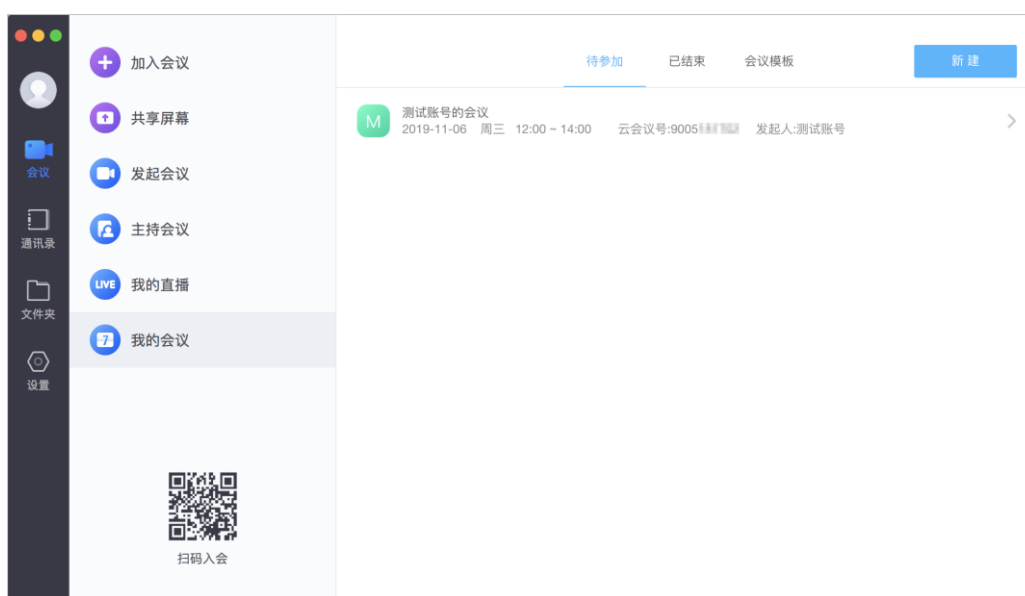 会议
通讯录
文件夹
设置
加入会议
共享屏幕
发起会议
主持会议
LIVE
我的直播
7
我的会议
扫码入会
待参加 已结束 会议模板 新建
M
测试账号的会议
2019-11-06 周三 12:00 ~ 14:00 云会议号:9005 发起人:测试账号